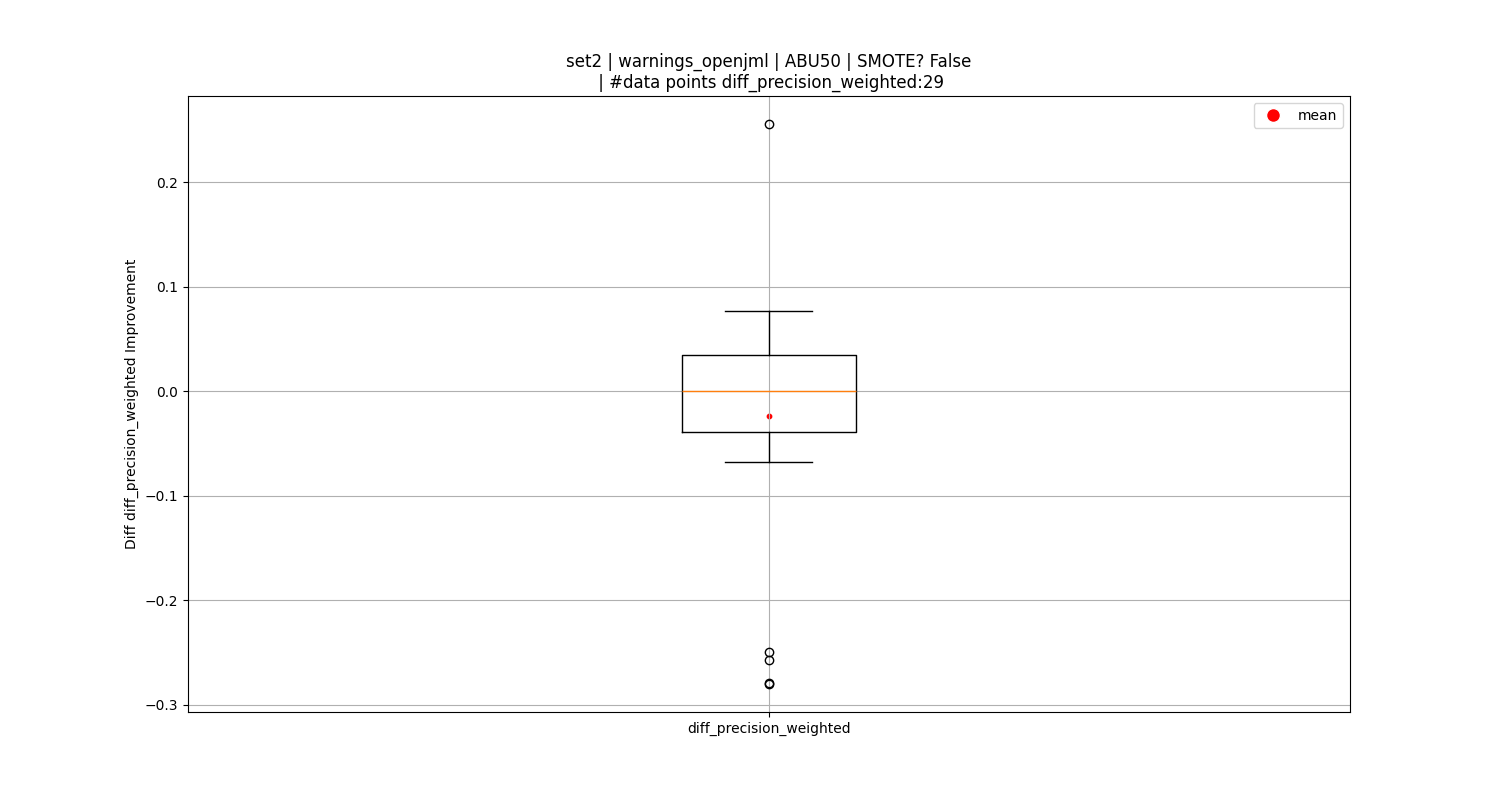 set2 | warnings_openjml | ABU50 | SMOTE? False
| #data points diff_precision_weighted:29
mean
0.2
0.1
0.0
−0.1
−0.2
−0.3
Diff diff_precision_weighted Improvement
diff_precision_weighted